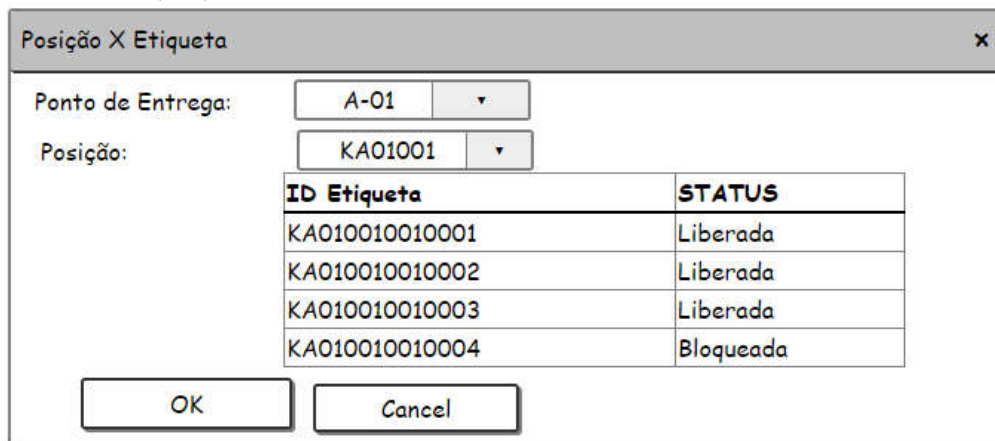 Posição X Etiqueta x
Ponto de Entrega: A-01
Posição: KA01001
ID Etiqueta STATUS
KA010010010001 Liberada
KA010010010002 Liberada
KA010010010003 Liberada
KA010010010004 Bloqueada
OK Cancel